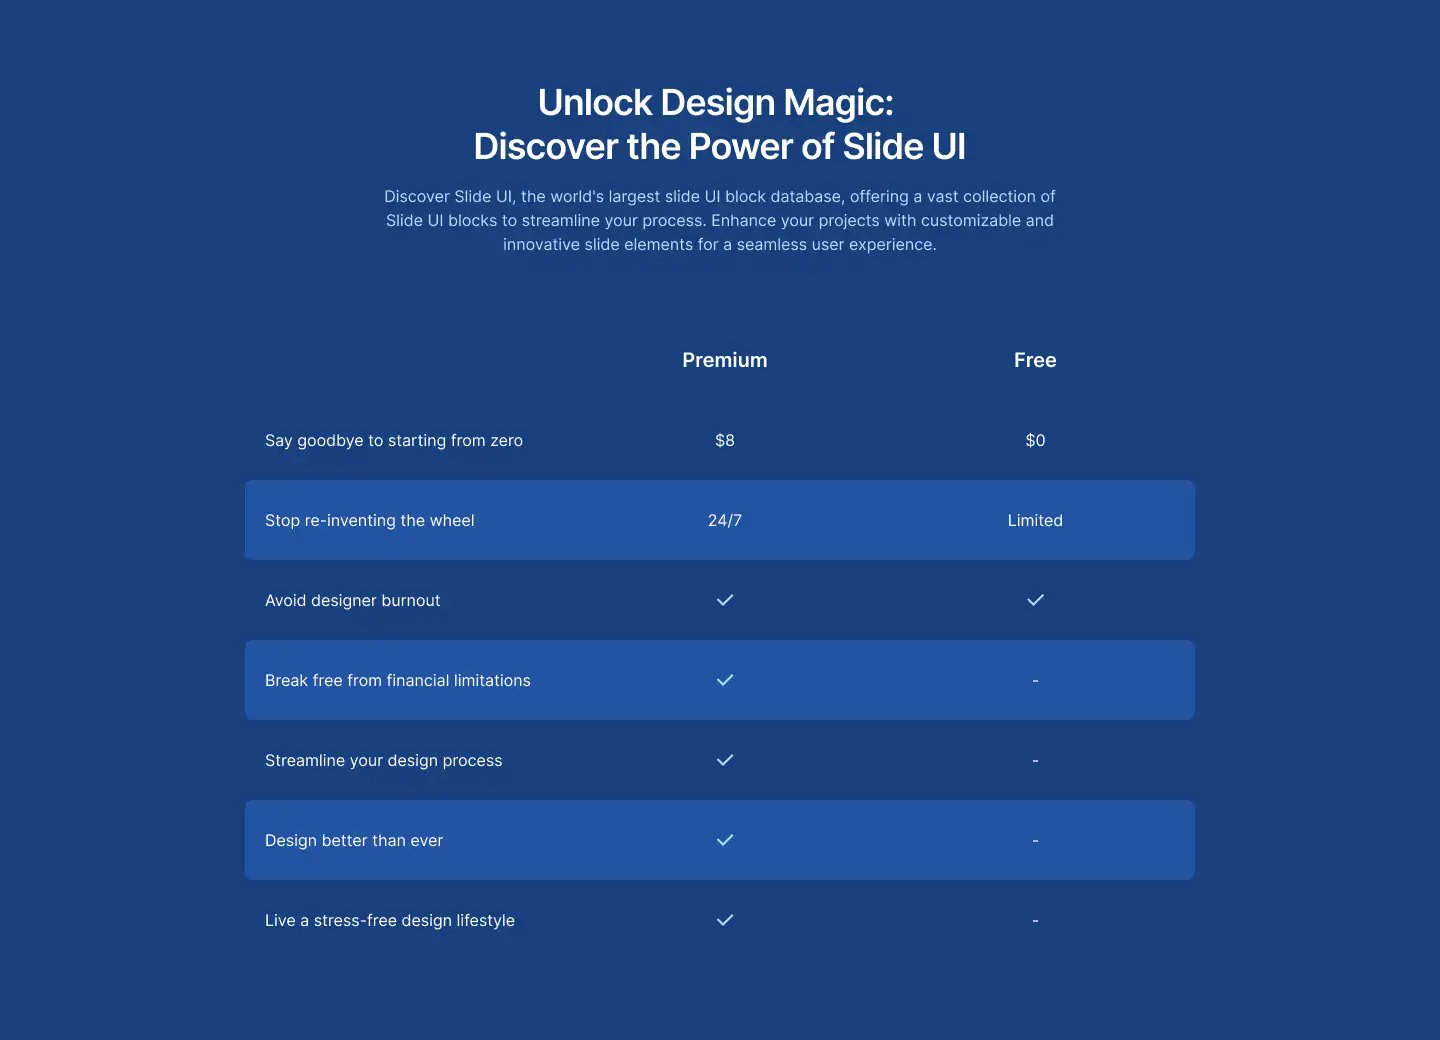 Unlock Design Magic:
Discover the Power of Slide UI
Discover Slide UI, the world's largest slide UI block database, offering a vast collection of
Slide UI blocks to streamline your process. Enhance your projects with customizable and
innovative slide elements for a seamless user experience.
Premium Free
Say goodbye to starting from zero $8 $0
Stop re-inventing the wheel 24/7 Limited
Avoid designer burnout ✓ ✓
Break free from financial limitations ✓ -
Streamline your design process ✓ -
Design better than ever ✓ -
Live a stress-free design lifestyle ✓ -